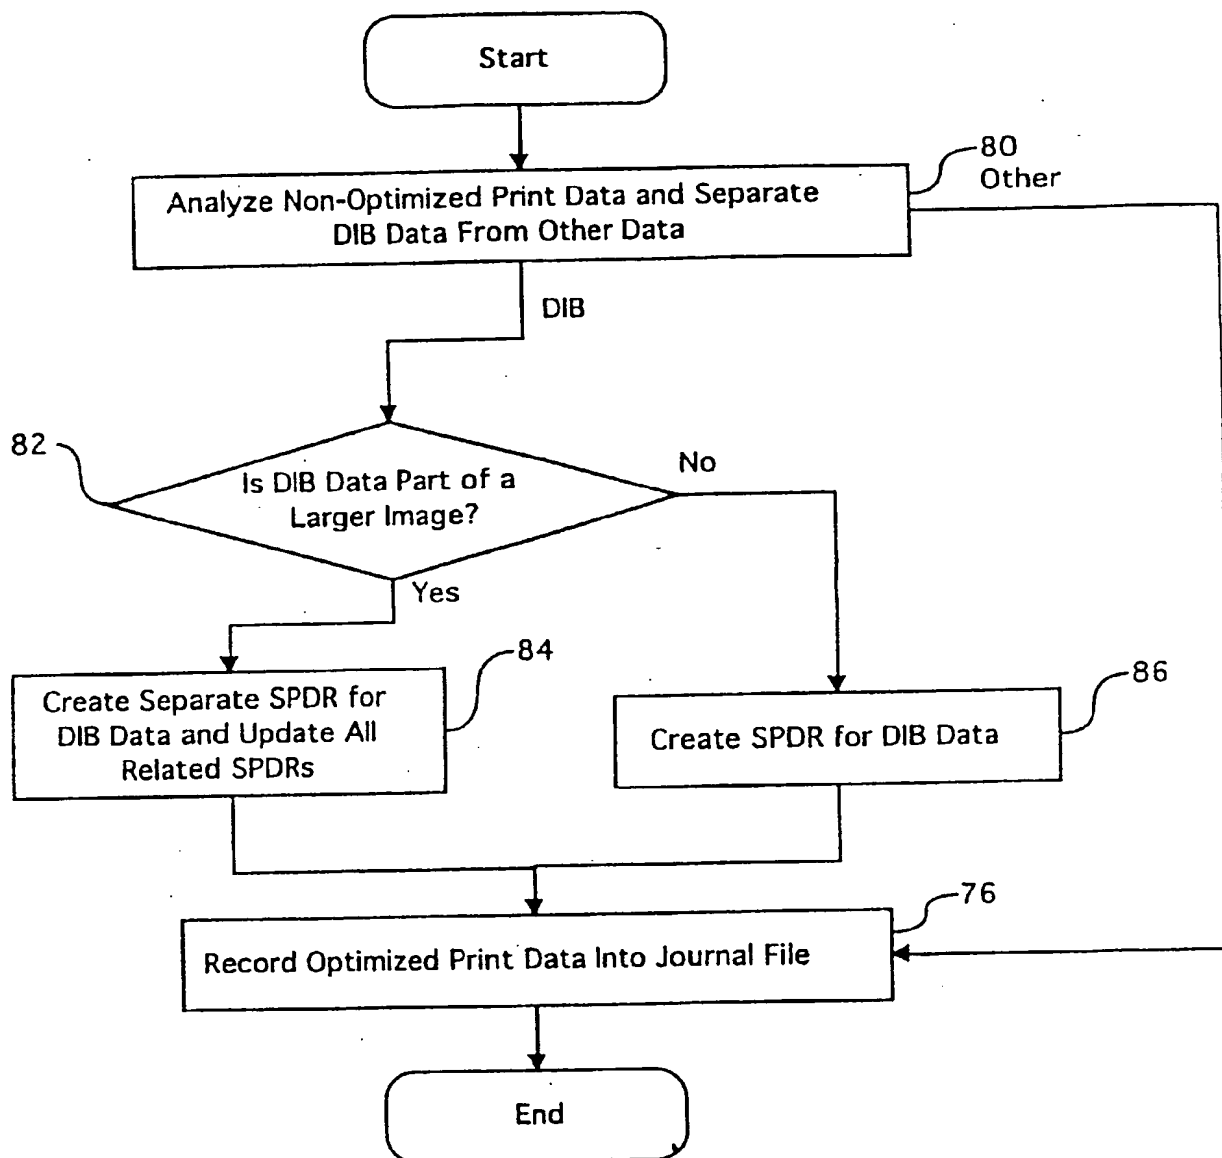 Start
80
Other
Analyze Non-Optimized Print Data and Separate
DIB Data From Other Data
DIB
82
Is DIB Data Part of a
Larger Image?
No
Yes
84
Create Separate SPDR for
DIB Data and Update All
Related SPDRs
86
Create SPDR for DIB Data
76
Record Optimized Print Data Into Journal File
End